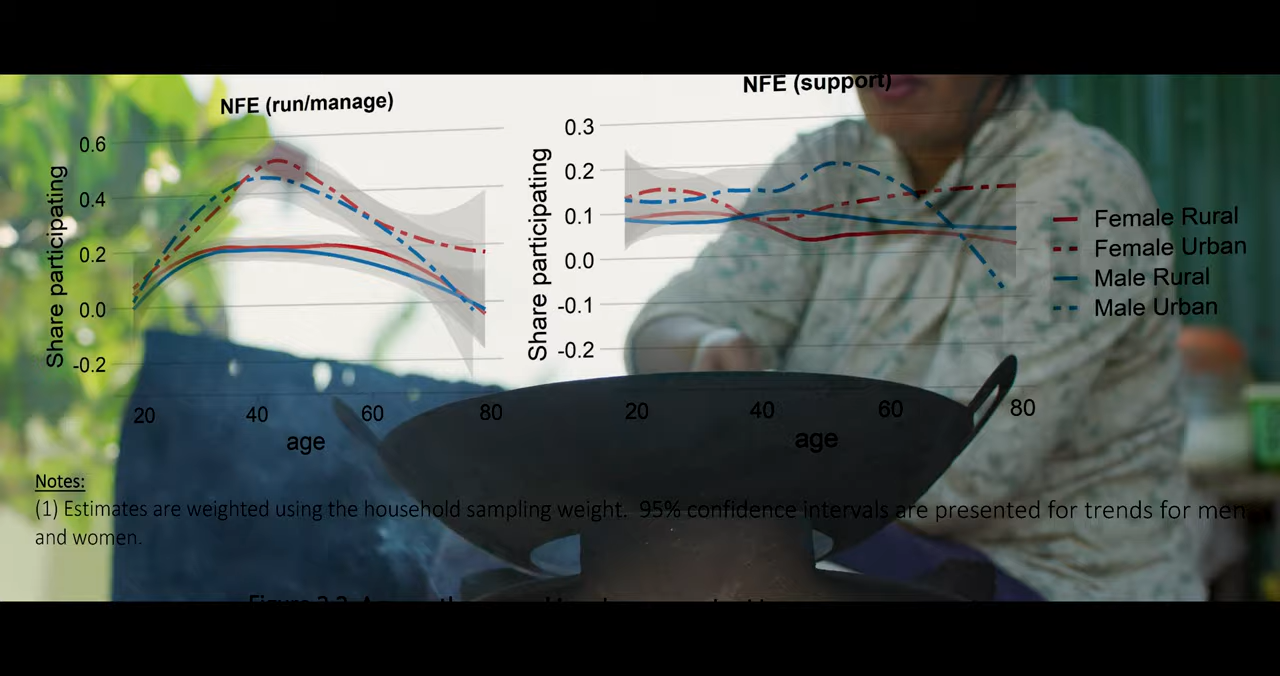 NFE (run/manage)
NFE (support)
Share participating
0.6
0.4
0.2
0.0
-0.2
20 40 60 80
age
Share participating
0.3
0.2
0.1
0.0
-0.1
-0.2
20 40 60 80
age
Female Rural
Female Urban
Male Rural
Male Urban
Notes:
(1) Estimates are weighted using the household sampling weight. 95% confidence intervals are presented for trends for men
and women.